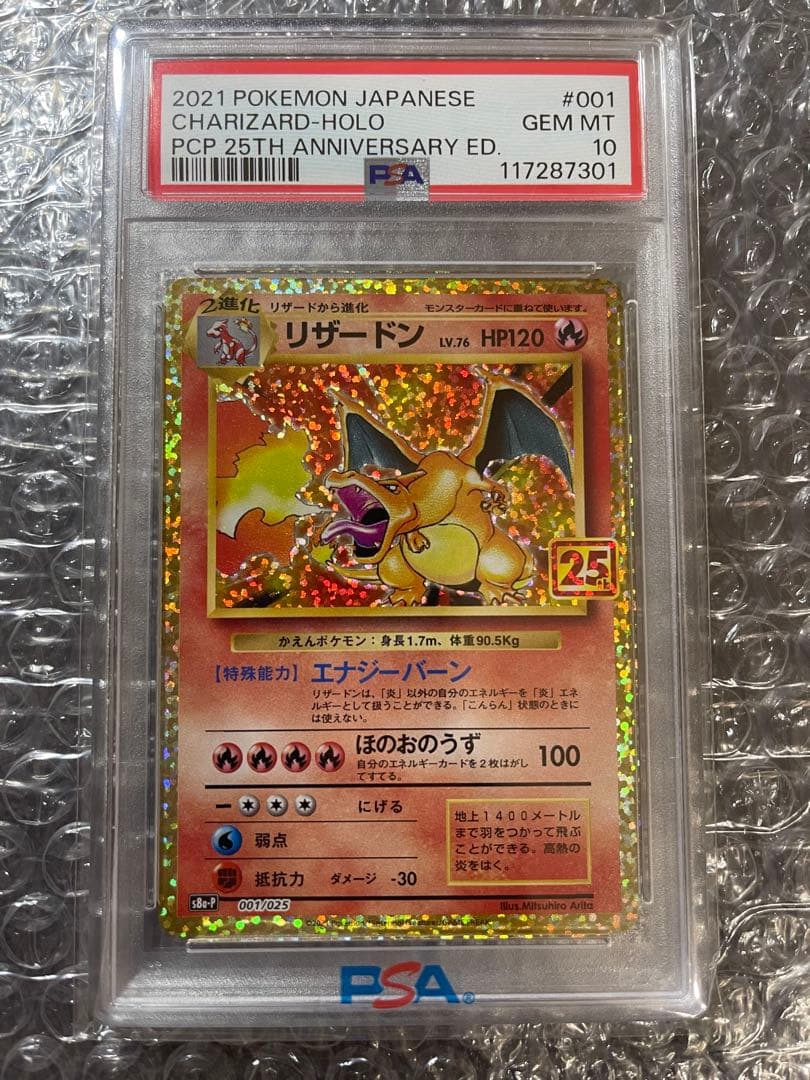 2021 POKEMON JAPANESE #001
CHARIZARD-HOLO GEM MT
PCP 25TH ANNIVERSARY ED. 10
PSA 117287301
2進化 リザードから進化 モンスターカードに重ねて使います。
リザードン LV.76 HP120
25th
かえんポケモン：身長1.7m、体重90.5Kg
【特殊能力】エナジーバーン
リザードンは、「炎」以外の自分のエネルギーを「炎」エネ
ルギーとして扱うことができる。「こんらん」状態のときに
は使えない。
ほのおのうず 100
自分のエネルギーカードを２枚はがし
てすてる。
にげる
弱点
抵抗力 ダメージ -30
地上１４００メートル
まで羽をつかって飛ぶ
ことができる。高熱の
炎をはく。
s8a-P 001/025
Illus.Mitsuhiro Arita
PSA®